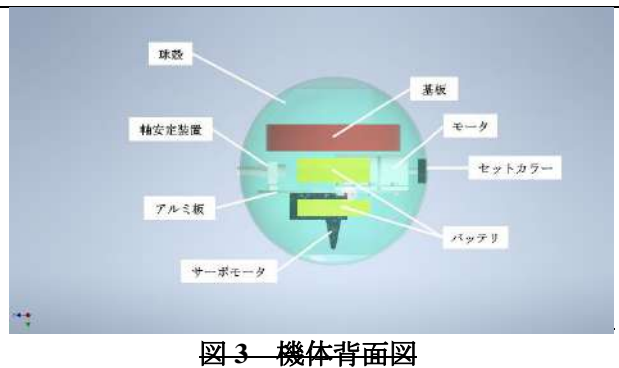 球殻
基板
軸安定装置
モータ
セットカラー
アルミ板
バッテリ
サーボモータ
図 3 機体背面図